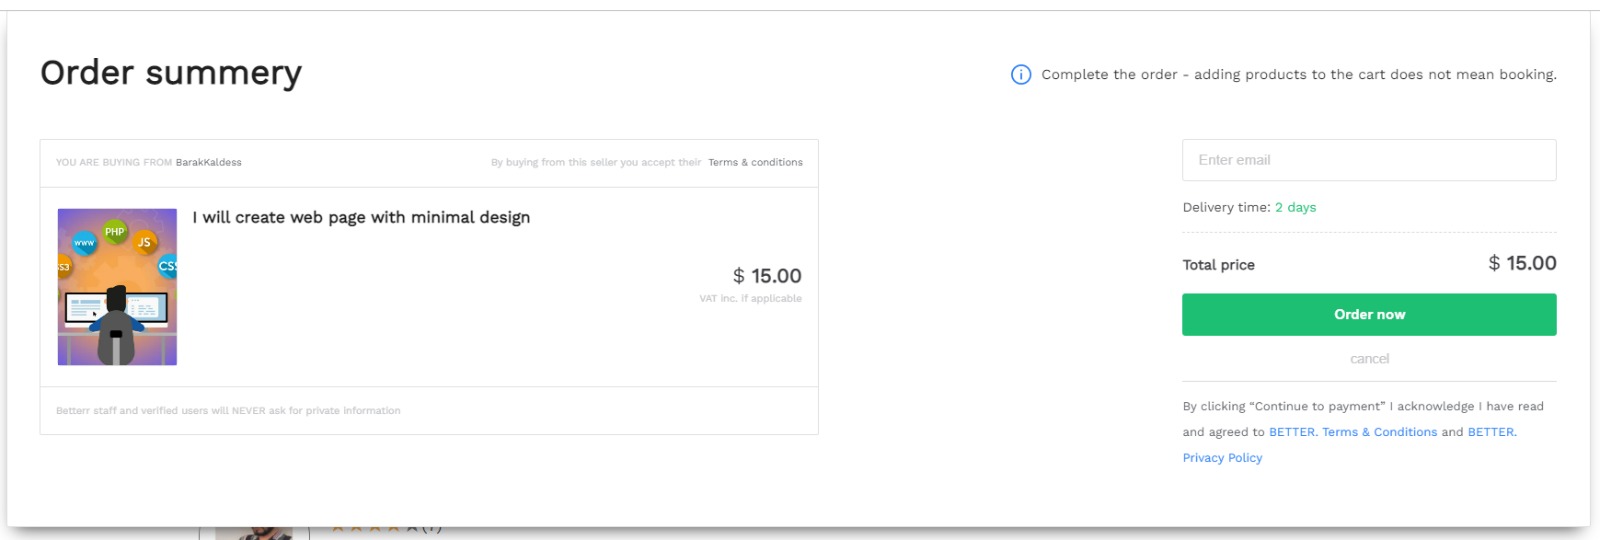 Order summery
Complete the order - adding products to the cart does not mean booking.
YOU ARE BUYING FROM BarakKaldess
By buying from this seller you accept their Terms & conditions
I will create web page with minimal design
www
PHP
JS
CSS
$ 15.00
VAT inc. if applicable
Betterr staff and verified users will NEVER ask for private information
Enter email
Delivery time: 2 days
Total price $ 15.00
Order now
cancel
By clicking “Continue to payment” I acknowledge I have read
and agreed to BETTER. Terms & Conditions and BETTER.
Privacy Policy